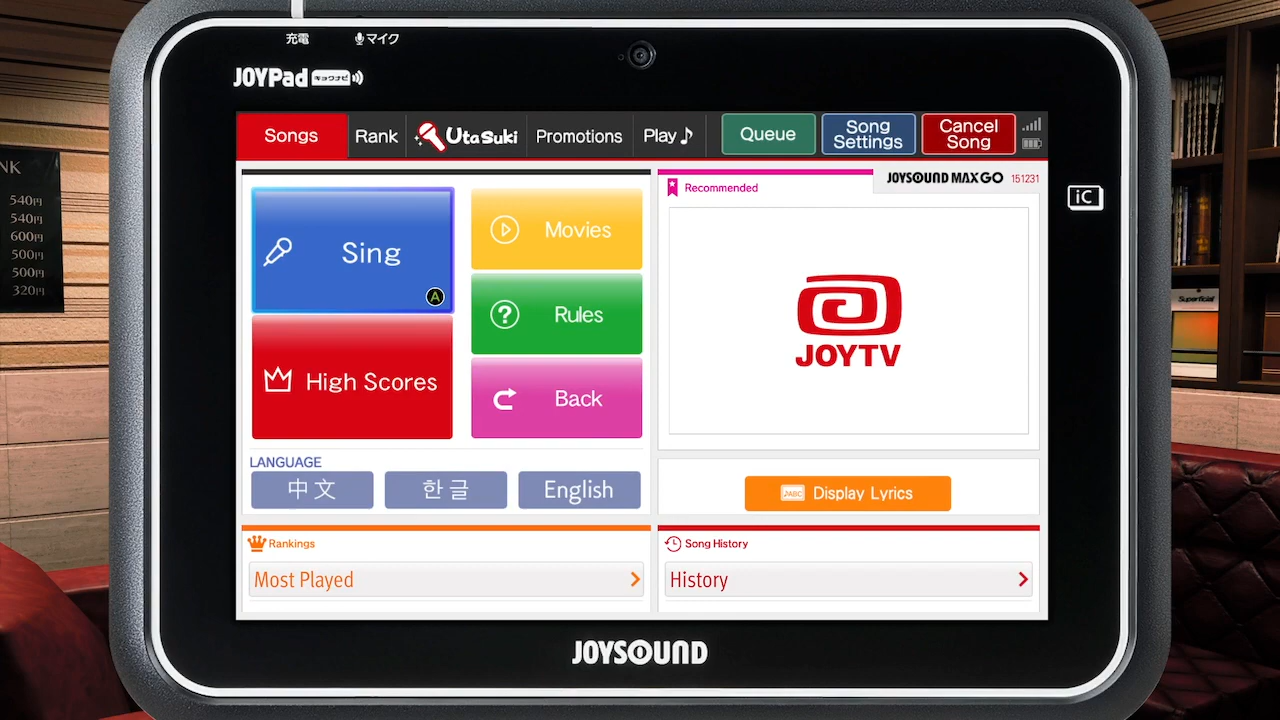 充電
マイク
JOYPad キョクナビ
Songs
Rank
UtaSuki
Promotions
Play♪
Queue
Song
Settings
Cancel
Song
NK
540円
540円
600円
500円
500円
320円
iC
Sing
A
High Scores
Movies
Rules
Back
Recommended
JOYSOUND MAX GO 151231
JOYTV
LANGUAGE
中文
한글
English
♪ABC Display Lyrics
Rankings
Most Played
Song History
History
Superficial
JOYSOUND